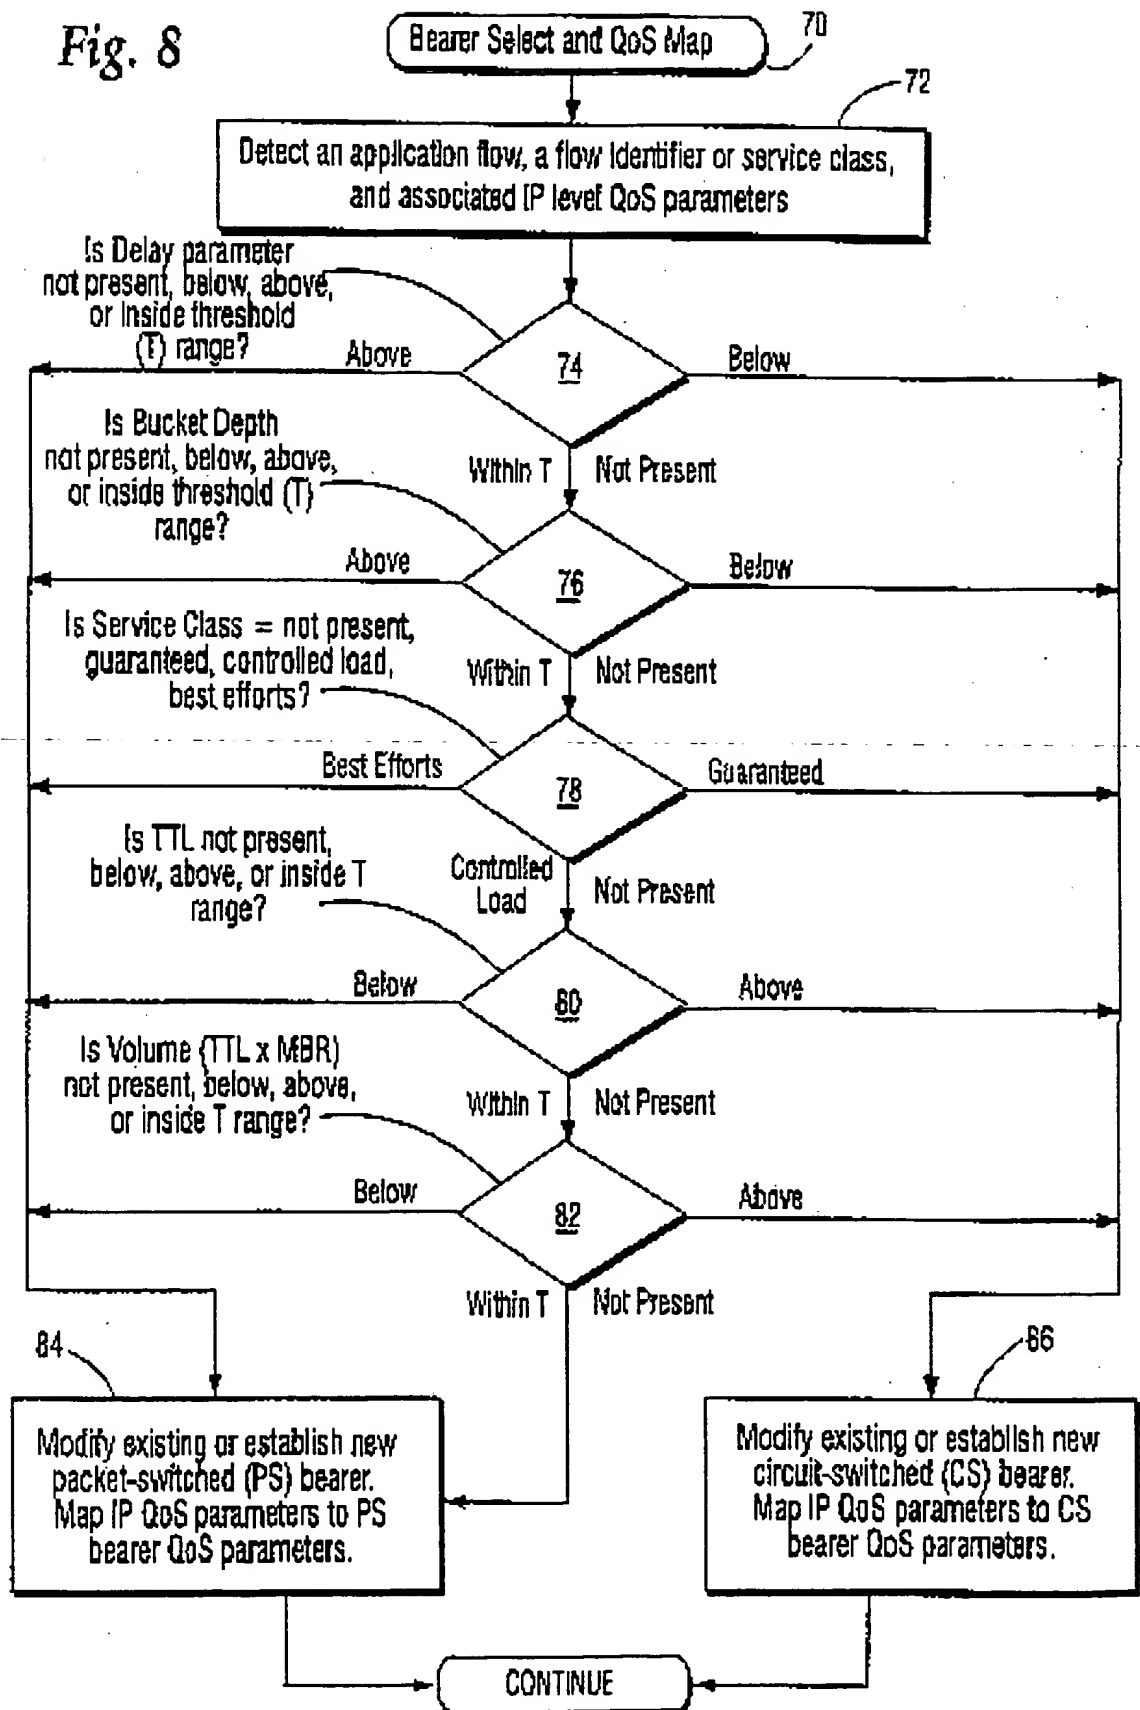 Fig. 8
Bearer Select and QoS Map
70
72
Detect an application flow, a flow identifier or service class,
and associated IP level QoS parameters
Is Delay parameter
not present, below, above,
or inside threshold
(T) range?
Above
74
Below
Within T
Not Present
Is Bucket Depth
not present, below, above,
or inside threshold (T)
range?
Above
76
Below
Within T
Not Present
Is Service Class = not present,
guaranteed, controlled load,
best efforts?
Best Efforts
78
Guaranteed
Controlled
Load
Not Present
Is TTL not present,
below, above, or inside T
range?
Below
80
Above
Within T
Not Present
Is Volume (TTL x MBR)
not present, below, above,
or inside T range?
Below
82
Above
Within T
Not Present
84
Modify existing or establish new
packet-switched (PS) bearer.
Map IP QoS parameters to PS
bearer QoS parameters.
86
Modify existing or establish new
circuit-switched (CS) bearer.
Map IP QoS parameters to CS
bearer QoS parameters.
CONTINUE